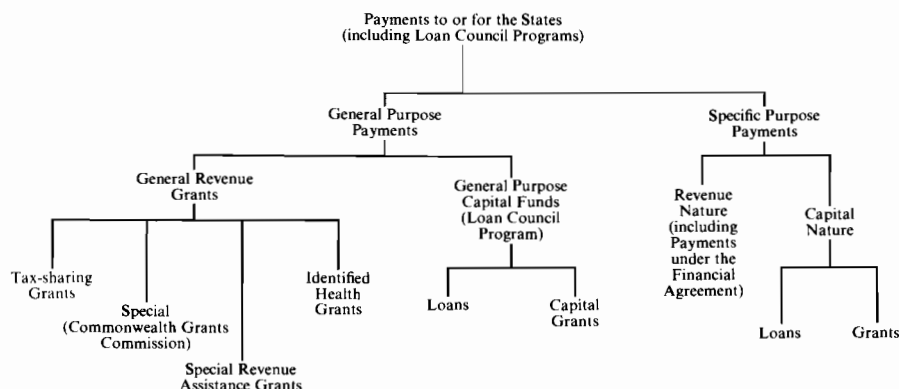 Payments to or for the States
(including Loan Council Programs)
General Purpose
Payments
Specific Purpose
Payments
General Revenue
Grants
General Purpose
Capital Funds
(Loan Council
Program)
Revenue
Nature
(including
Payments
under the
Financial
Agreement)
Capital
Nature
Tax-sharing
Grants
Special
(Commonwealth Grants
Commission)
Special Revenue
Assistance Grants
Identified
Health
Grants
Loans
Capital
Grants
Loans
Grants